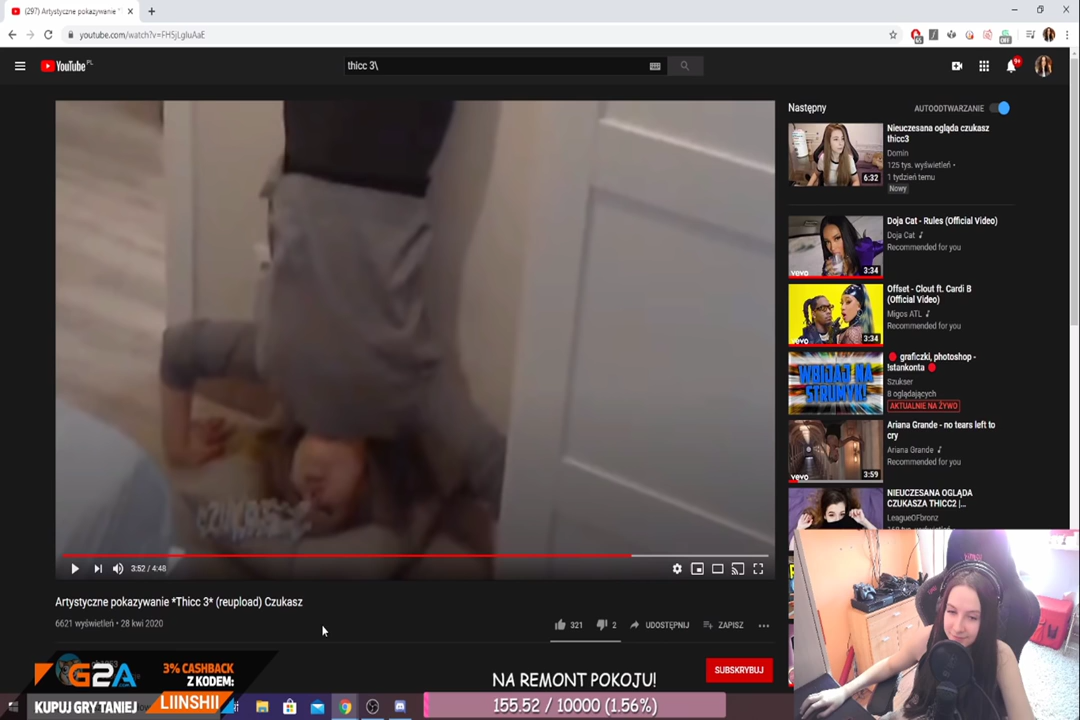 (297) Artystyczne pokazywanie "
youtube.com/watch?v=FH5jLgIuAaE
YouTube PL
thicc 3\
9+
Następny
AUTOODTWARZANIE
Nieuczesana ogląda czukasz
thicc3
Domin
125 tys. wyświetleń •
1 tydzień temu
Nowy
6:32
Doja Cat - Rules (Official Video)
Doja Cat
Recommended for you
vevo
3:34
Offset - Clout ft. Cardi B
(Official Video)
Migos ATL
Recommended for you
vevo
3:34
graficzki, photoshop -
!stankonta
Szukser
8 oglądających
AKTUALNIE NA ŻYWO
WBIJAJ NA
STRUMYK!
Ariana Grande - no tears left to
cry
Ariana Grande
Recommended for you
vevo
3:59
NIEUCZESANA OGLĄDA
CZUKASZA THICC2 |...
LeagueOfbronz
3:52 / 4:48
Artystyczne pokazywanie *Thicc 3* (reupload) Czukasz
6621 wyświetleń • 28 kwi 2020
321
2
UDOSTĘPNIJ
ZAPISZ
SUBSKRYBUJ
G2A.COM
3% CASHBACK
Z KODEM:
KUPUJ GRY TANIEJ
LIINSHII
NA REMONT POKOJU!
155.52 / 10000 (1.56%)